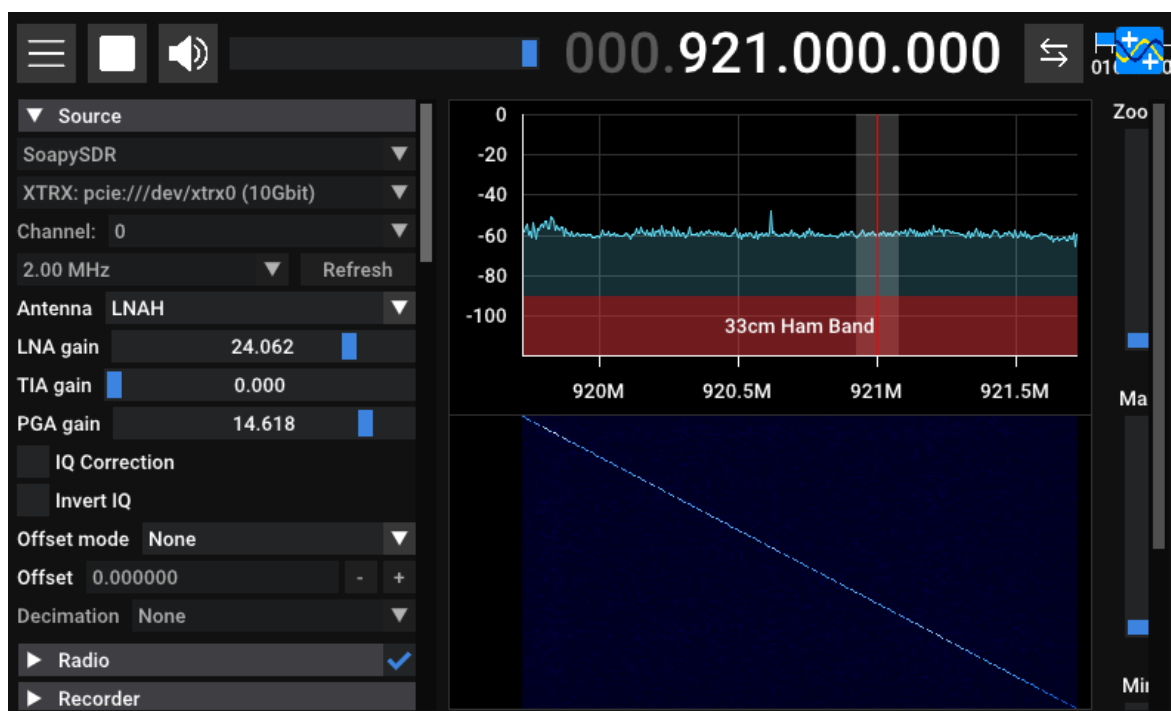 000.921.000.000
Source
SoapySDR
XTRX: pcie:///dev/xtrx0 (10Gbit)
Channel: 0
2.00 MHz Refresh
Antenna LNAH
LNA gain 24.062
TIA gain 0.000
PGA gain 14.618
IQ Correction
Invert IQ
Offset mode None
Offset 0.000000 - +
Decimation None
Radio
Recorder
0
-20
-40
-60
-80
-100
33cm Ham Band
920M 920.5M 921M 921.5M
Zoo
Ma